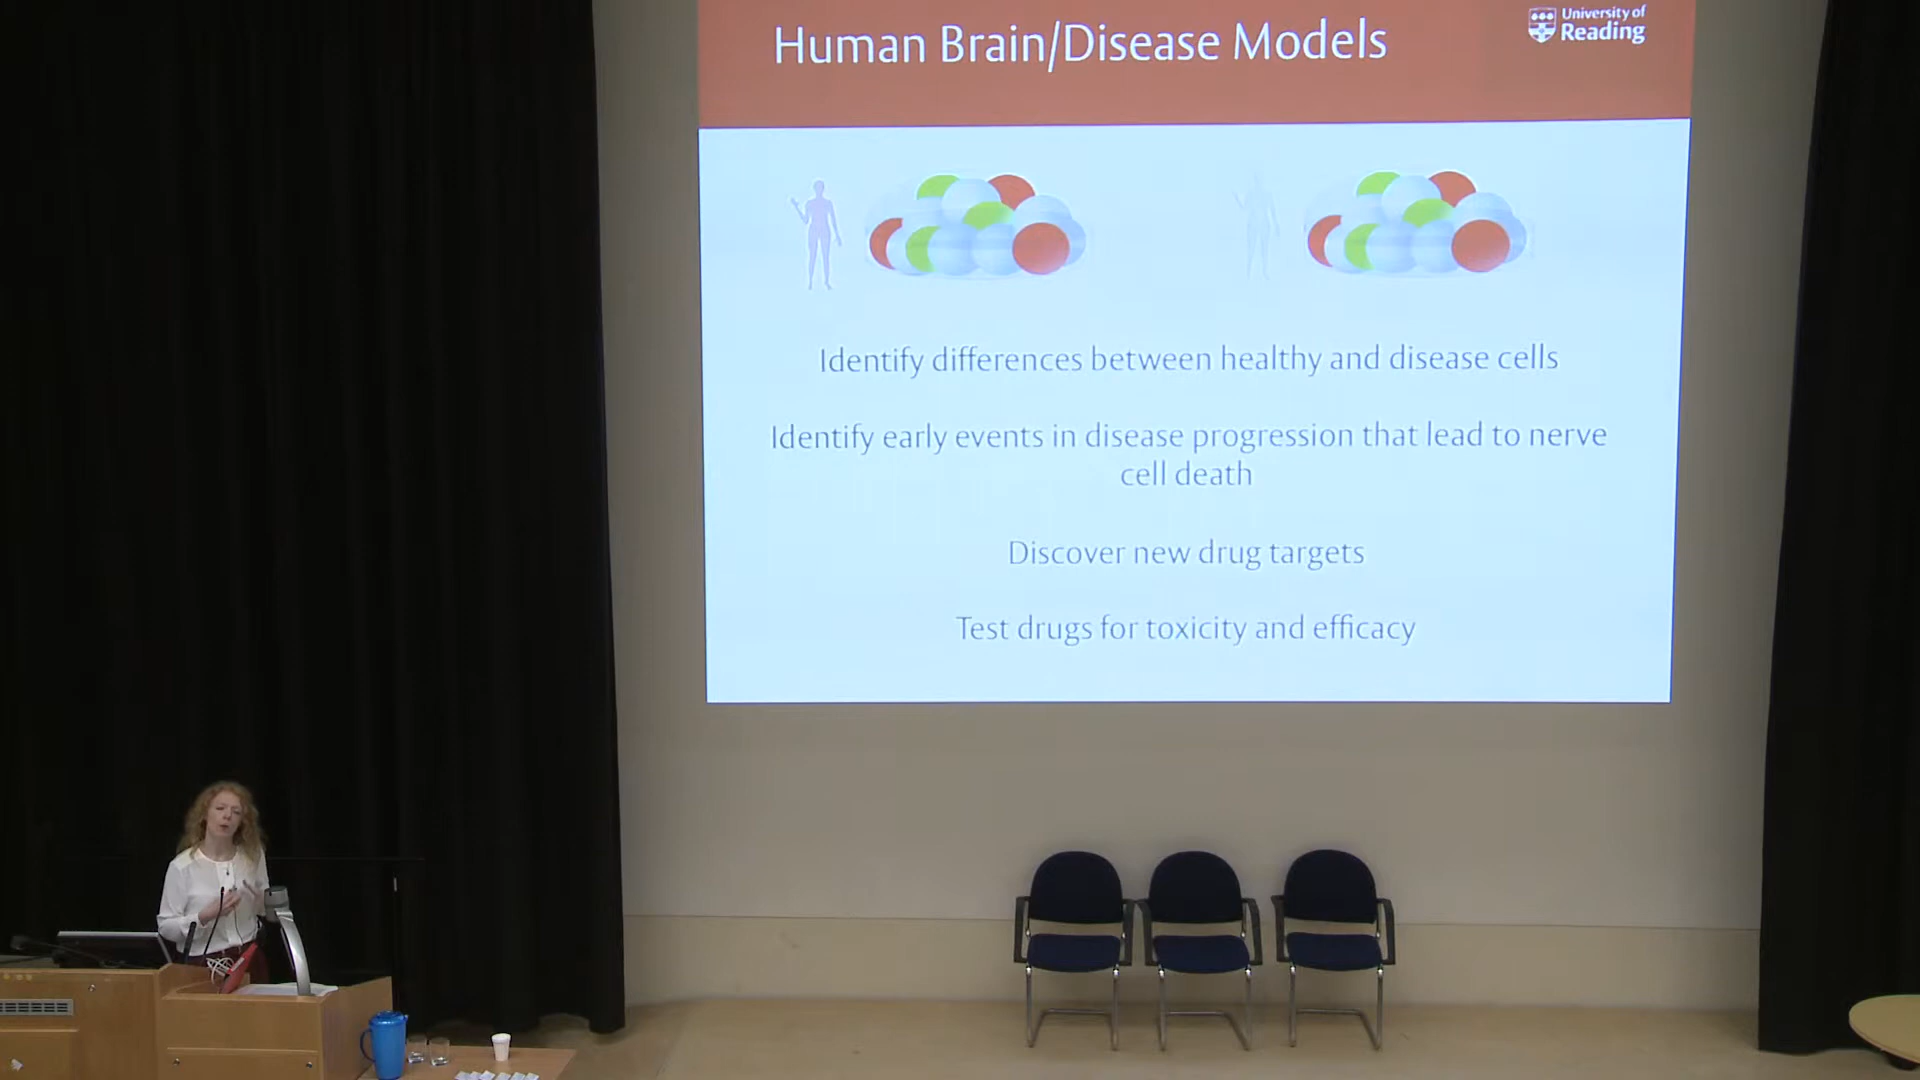 Human Brain/Disease Models
University of
Reading
Identify differences between healthy and disease cells
Identify early events in disease progression that lead to nerve
cell death
Discover new drug targets
Test drugs for toxicity and efficacy